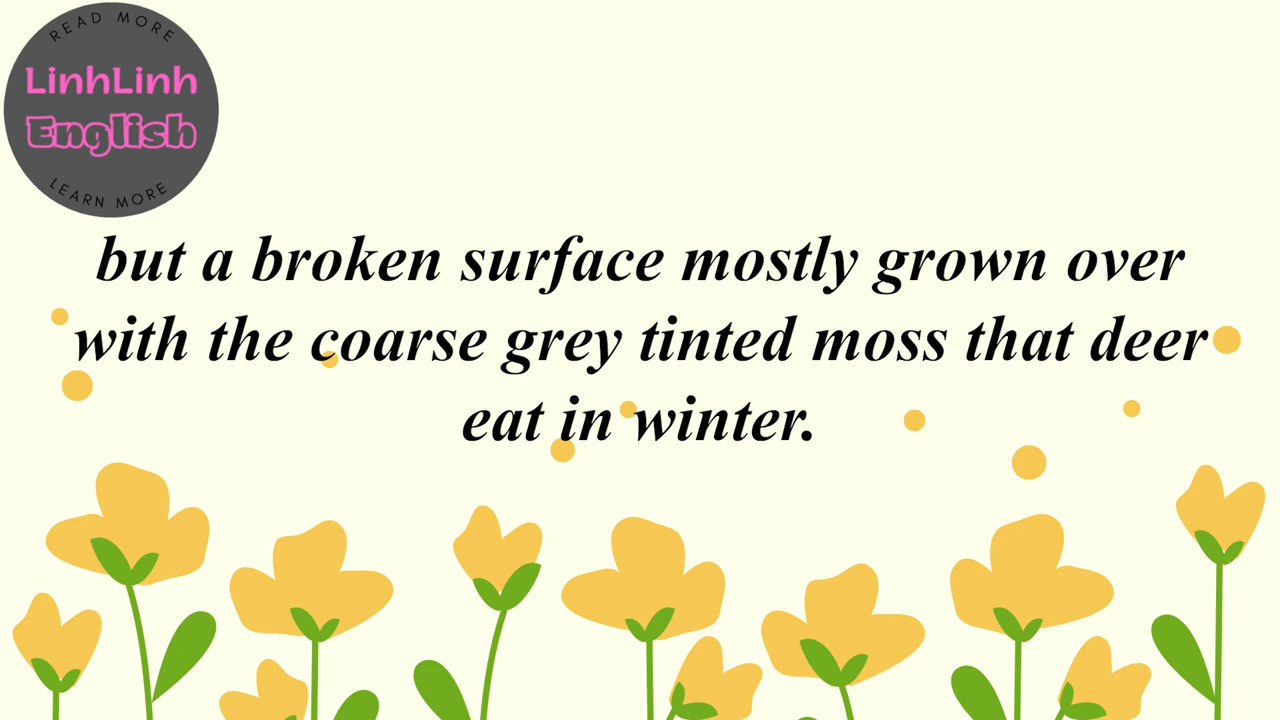 READ MORE
LinhLinh
English
LEARN MORE
but a broken surface mostly grown over
with the coarse grey tinted moss that deer
eat in winter.